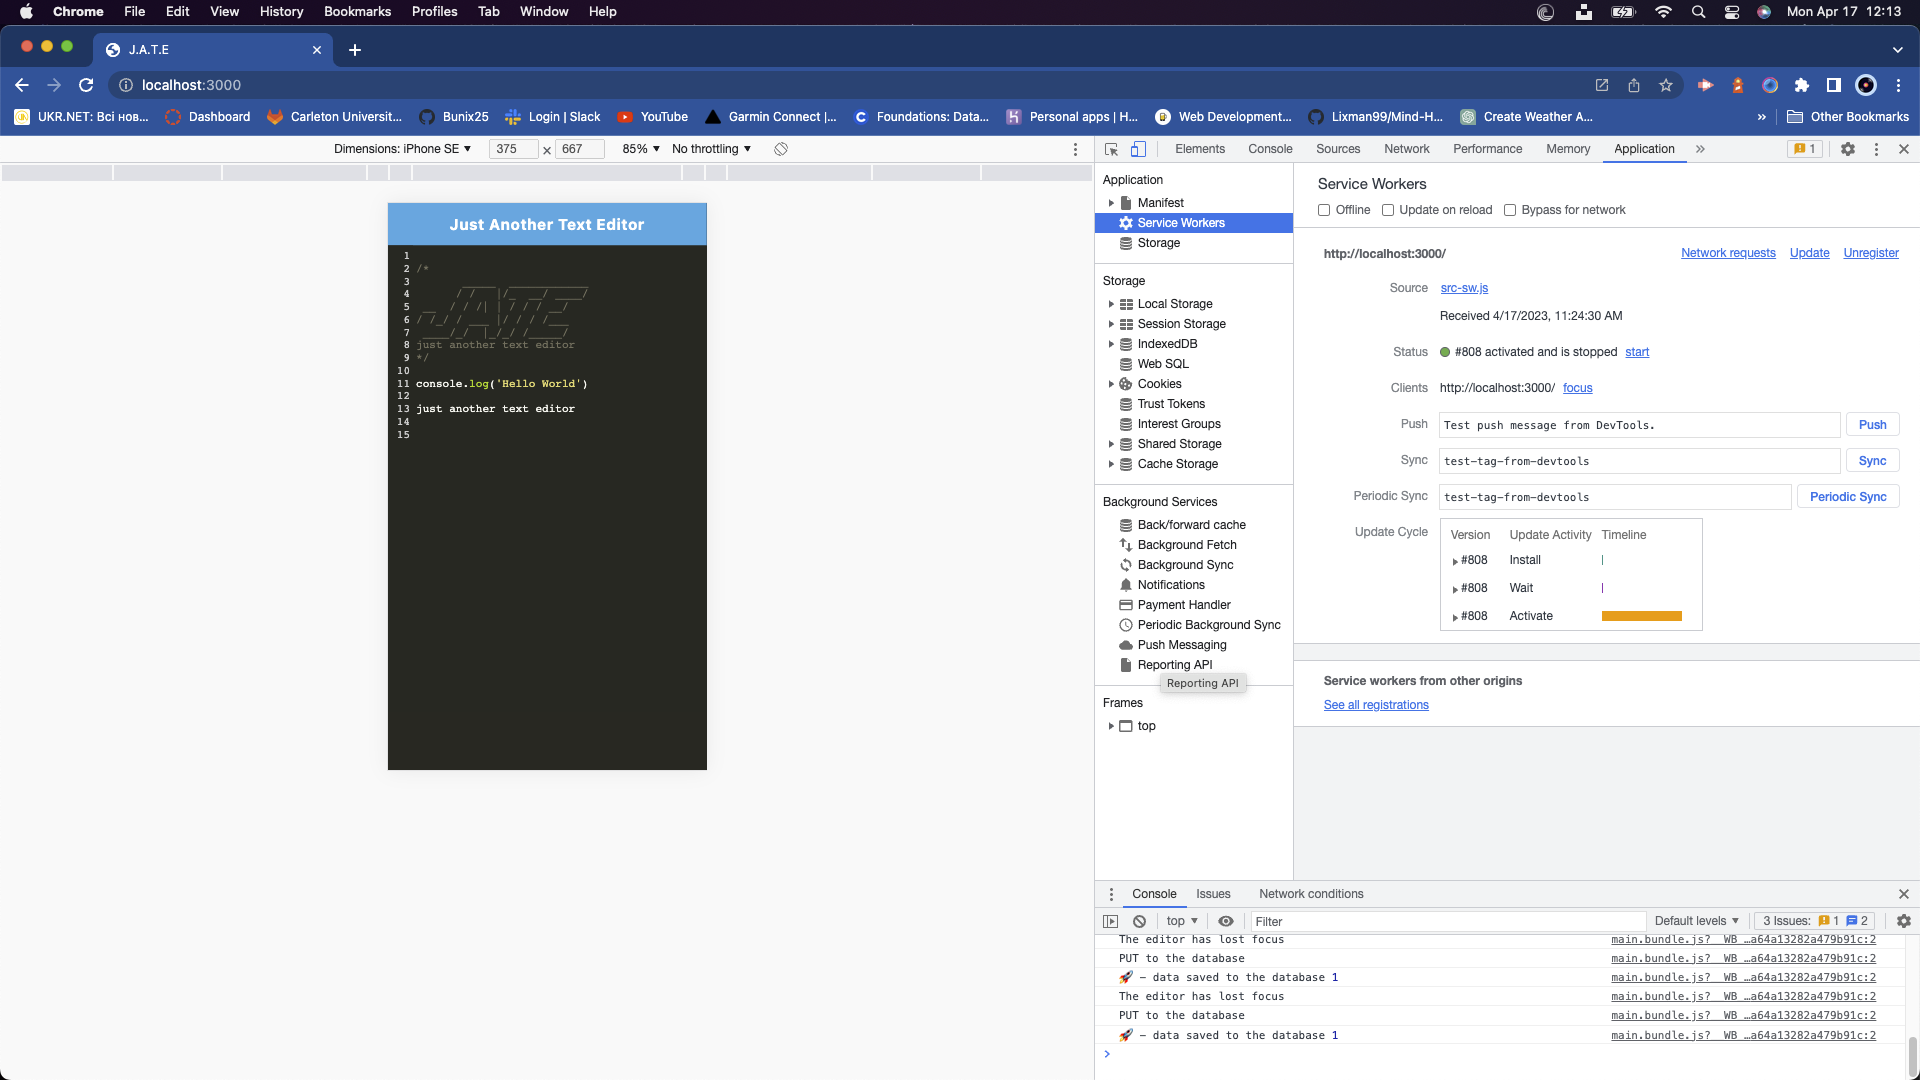 Chrome File Edit View History Bookmarks Profiles Tab Window Help Mon Apr 17 12:13
J.A.T.E
localhost:3000
UKR.NET: Всі нов... Dashboard Carleton Universit... Bunix25 Login | Slack YouTube Garmin Connect |... Foundations: Data... Personal apps | H... Web Development... Lixman99/Mind-H... Create Weather A... » Other Bookmarks
Dimensions: iPhone SE ▼ 375 × 667 85% ▼ No throttling ▼
Elements Console Sources Network Performance Memory Application » 1
Just Another Text Editor
1
2 /*
3
4
5
6
7
8 just another text editor
9 */
10
11 console.log('Hello World')
12
13 just another text editor
14
15
Application
Manifest
Service Workers
Storage
Storage
Local Storage
Session Storage
IndexedDB
Web SQL
Cookies
Trust Tokens
Interest Groups
Shared Storage
Cache Storage
Background Services
Back/forward cache
Background Fetch
Background Sync
Notifications
Payment Handler
Periodic Background Sync
Push Messaging
Reporting API
Reporting API
Frames
top
Service Workers
Offline Update on reload Bypass for network
http://localhost:3000/ Network requests Update Unregister
Source src-sw.js
Received 4/17/2023, 11:24:30 AM
Status #808 activated and is stopped start
Clients http://localhost:3000/ focus
Push Test push message from DevTools. Push
Sync test-tag-from-devtools Sync
Periodic Sync test-tag-from-devtools Periodic Sync
Update Cycle Version Update Activity Timeline
#808 Install
#808 Wait
#808 Activate
Service workers from other origins
See all registrations
Console Issues Network conditions
top ▼ Filter Default levels ▼ 3 Issues: 1 2
The editor has lost focus main.bundle.js?__WB_…a64a13282a479b91c:2
PUT to the database main.bundle.js?__WB_…a64a13282a479b91c:2
🚀 – data saved to the database 1 main.bundle.js?__WB_…a64a13282a479b91c:2
The editor has lost focus main.bundle.js?__WB_…a64a13282a479b91c:2
PUT to the database main.bundle.js?__WB_…a64a13282a479b91c:2
🚀 – data saved to the database 1 main.bundle.js?__WB_…a64a13282a479b91c:2
>